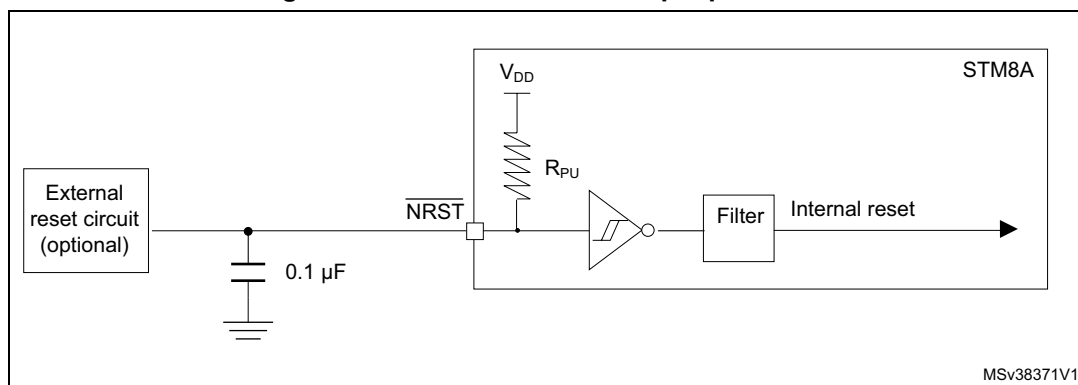 STM8A
VDD
RPU
External
reset circuit
(optional)
NRST
Filter
Internal reset
0.1 µF
MSv38371V1